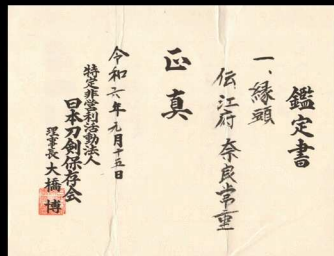 鑑定書
一、縁頭
伝江府奈良常重
正真
令和六年元月十五日
特定非営利活動法人
日本刀剣保存会
理事長 大橋博